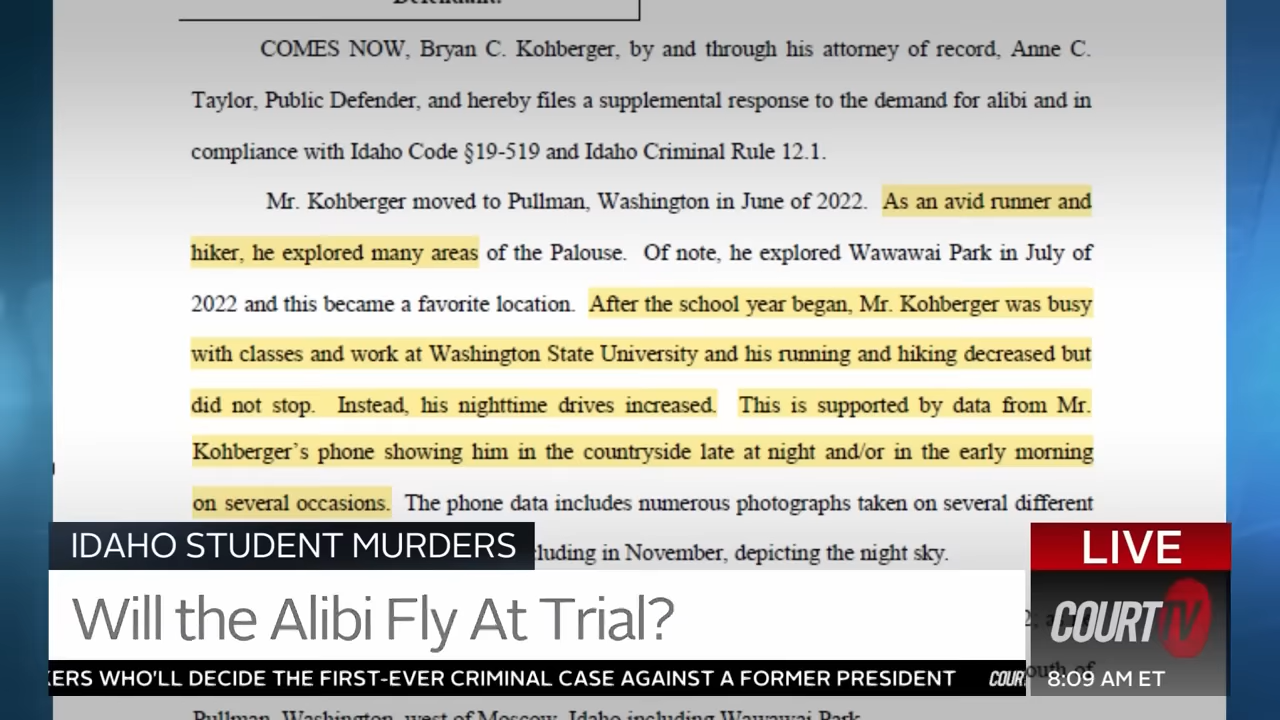 Defendant.
COMES NOW, Bryan C. Kohberger, by and through his attorney of record, Anne C.
Taylor, Public Defender, and hereby files a supplemental response to the demand for alibi and in
compliance with Idaho Code §19-519 and Idaho Criminal Rule 12.1.
Mr. Kohberger moved to Pullman, Washington in June of 2022. As an avid runner and
hiker, he explored many areas of the Palouse. Of note, he explored Wawawai Park in July of
2022 and this became a favorite location. After the school year began, Mr. Kohberger was busy
with classes and work at Washington State University and his running and hiking decreased but
did not stop. Instead, his nighttime drives increased. This is supported by data from Mr.
Kohberger's phone showing him in the countryside late at night and/or in the early morning
on several occasions. The phone data includes numerous photographs taken on several different
cluding in November, depicting the night sky.
IDAHO STUDENT MURDERS
Will the Alibi Fly At Trial?
LIVE
COURT TV
KERS WHO'LL DECIDE THE FIRST-EVER CRIMINAL CASE AGAINST A FORMER PRESIDENT COUR
outh of
8:09 AM ET
Pullman, Washington, west of Moscow, Idaho including Wawawai Park.